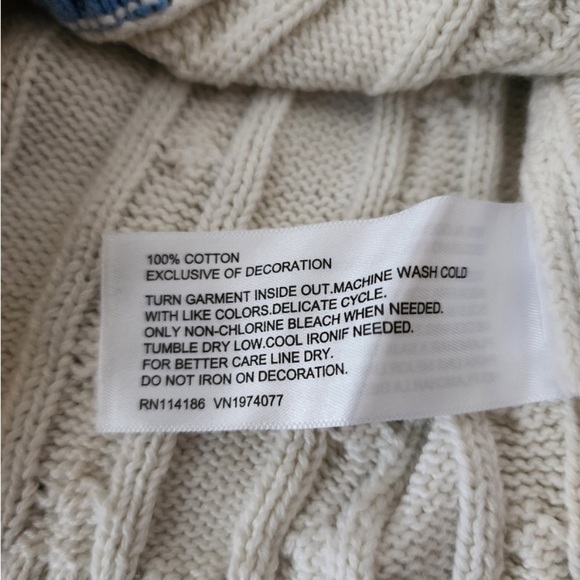 100% COTTON
EXCLUSIVE OF DECORATION
TURN GARMENT INSIDE OUT.MACHINE WASH COLD
WITH LIKE COLORS.DELICATE CYCLE.
ONLY NON-CHLORINE BLEACH WHEN NEEDED.
TUMBLE DRY LOW.COOL IRONIF NEEDED.
FOR BETTER CARE LINE DRY.
DO NOT IRON ON DECORATION.
RN114186 VN1974077